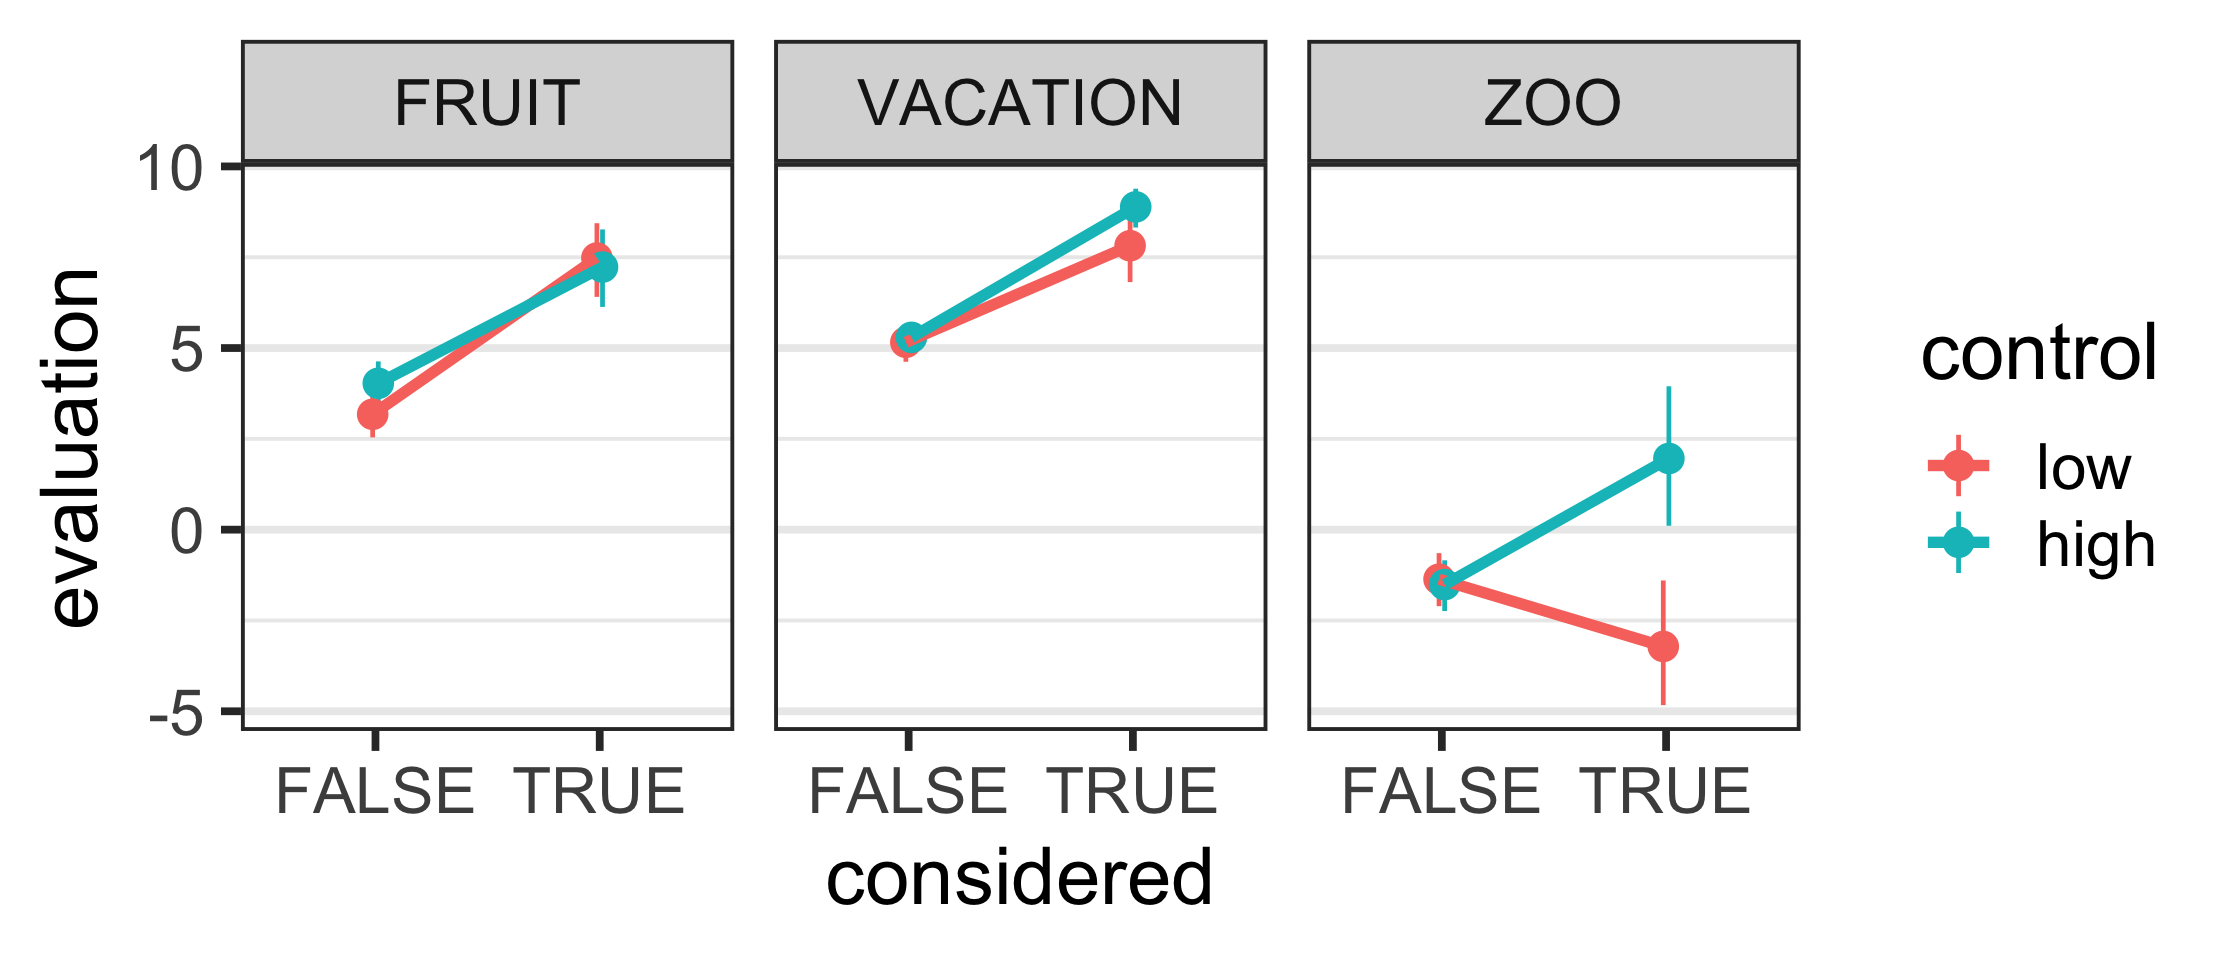 FRUIT VACATION ZOO
10
5
0
-5
evaluation
FALSE TRUE FALSE TRUE FALSE TRUE
considered
control
low
high